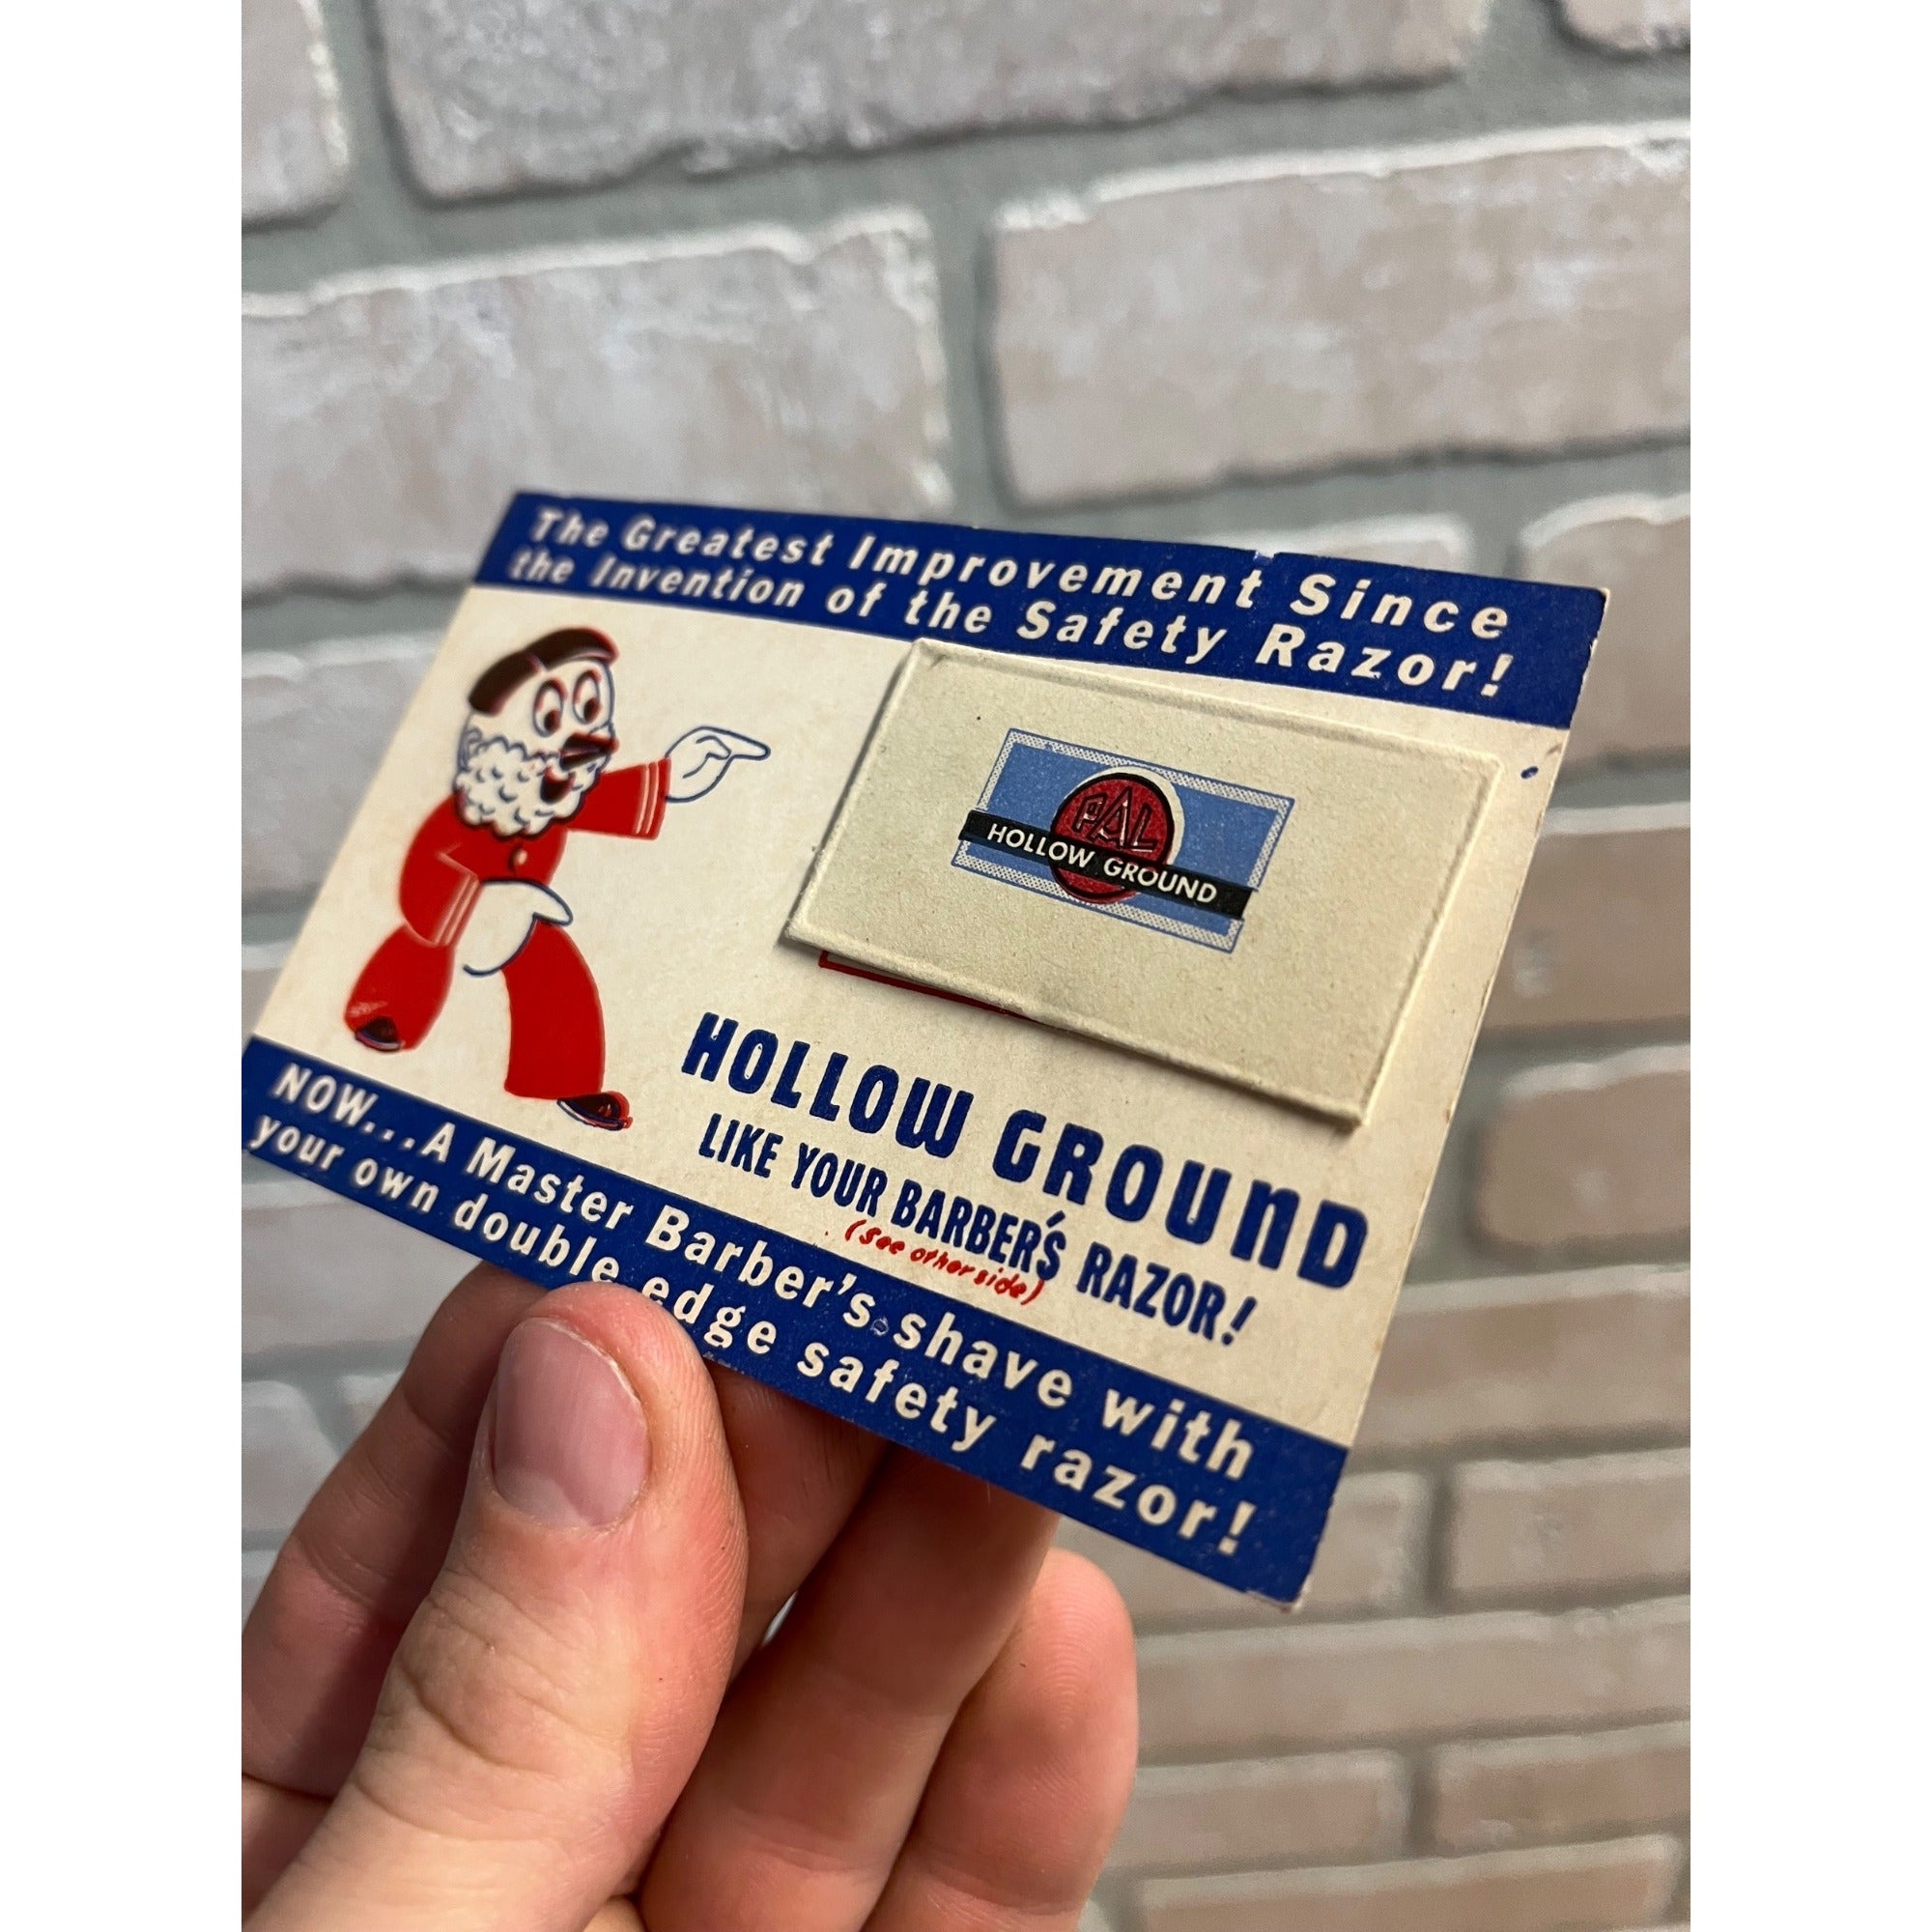 The Greatest Improvement Since
the Invention of the Safety Razor!
PAL
HOLLOW GROUND
HOLLOW GROUND
LIKE YOUR BARBER'S RAZOR!
(See other side)
NOW...A Master Barber's shave with
your own double edge safety razor!